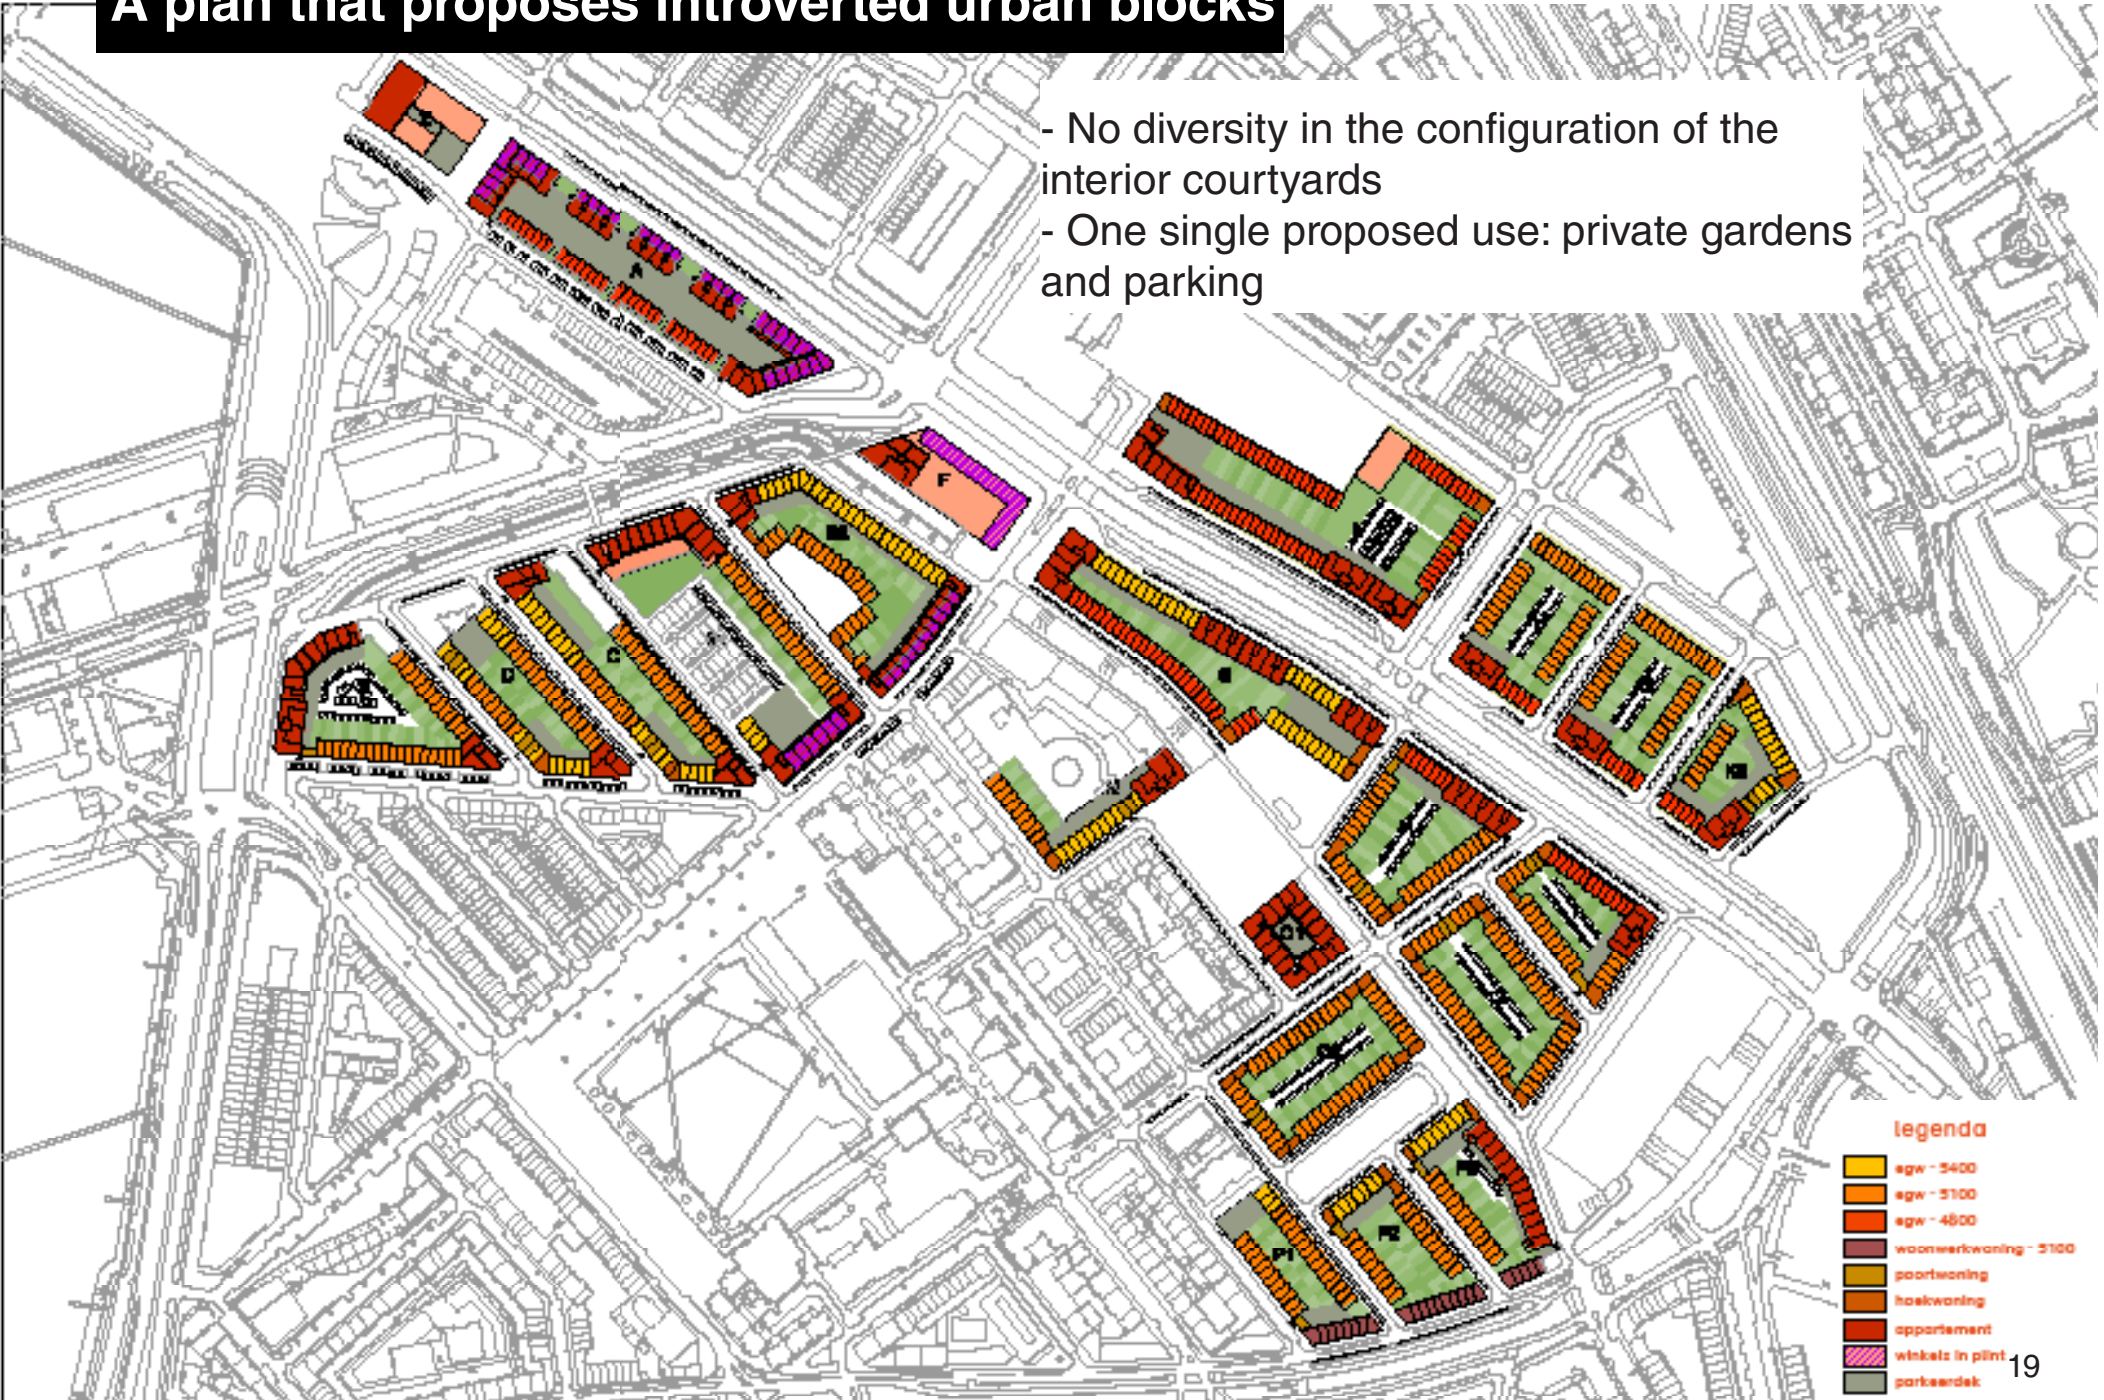 A plan that proposes introverted urban blocks
- No diversity in the configuration of the
interior courtyards
- One single proposed use: private gardens
and parking
A
F
C
D
G
P1
P2
legenda
egw - 5400
egw - 5100
egw - 4800
woonwerkwoning - 5100
poortwoning
hoekwoning
appartement
winkels in plint
parkeerdek
19